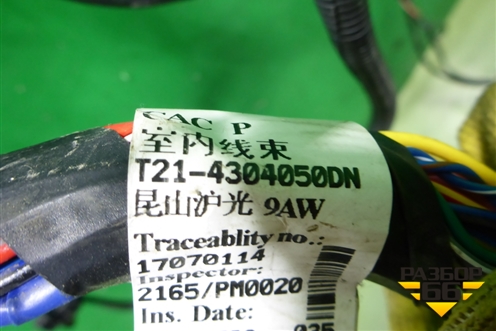 CAC P
室内线束
T21-4304050DN
昆山沪光 9AW
Traceablity no.:
17070114
Inspector:
2165/PM0020
Ins. Date:
РАЗБОР
66